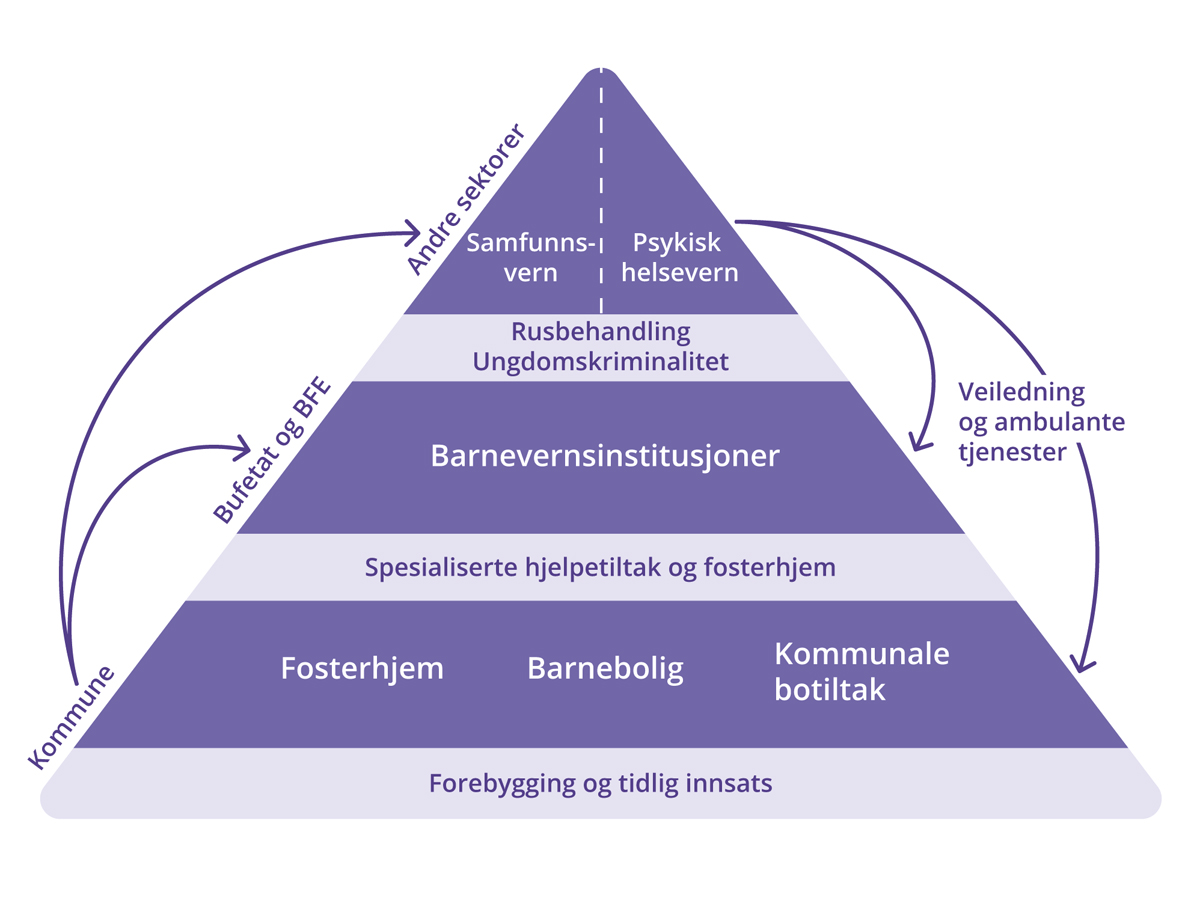 Andre sektorer
Samfunns-
vern
Psykisk
helsevern
Rusbehandling
Ungdomskriminalitet
Veiledning
og ambulante
tjenester
Bufetat og BFE
Barnevernsinstitusjoner
Spesialiserte hjelpetiltak og fosterhjem
Kommune
Fosterhjem
Barnebolig
Kommunale
botiltak
Forebygging og tidlig innsats